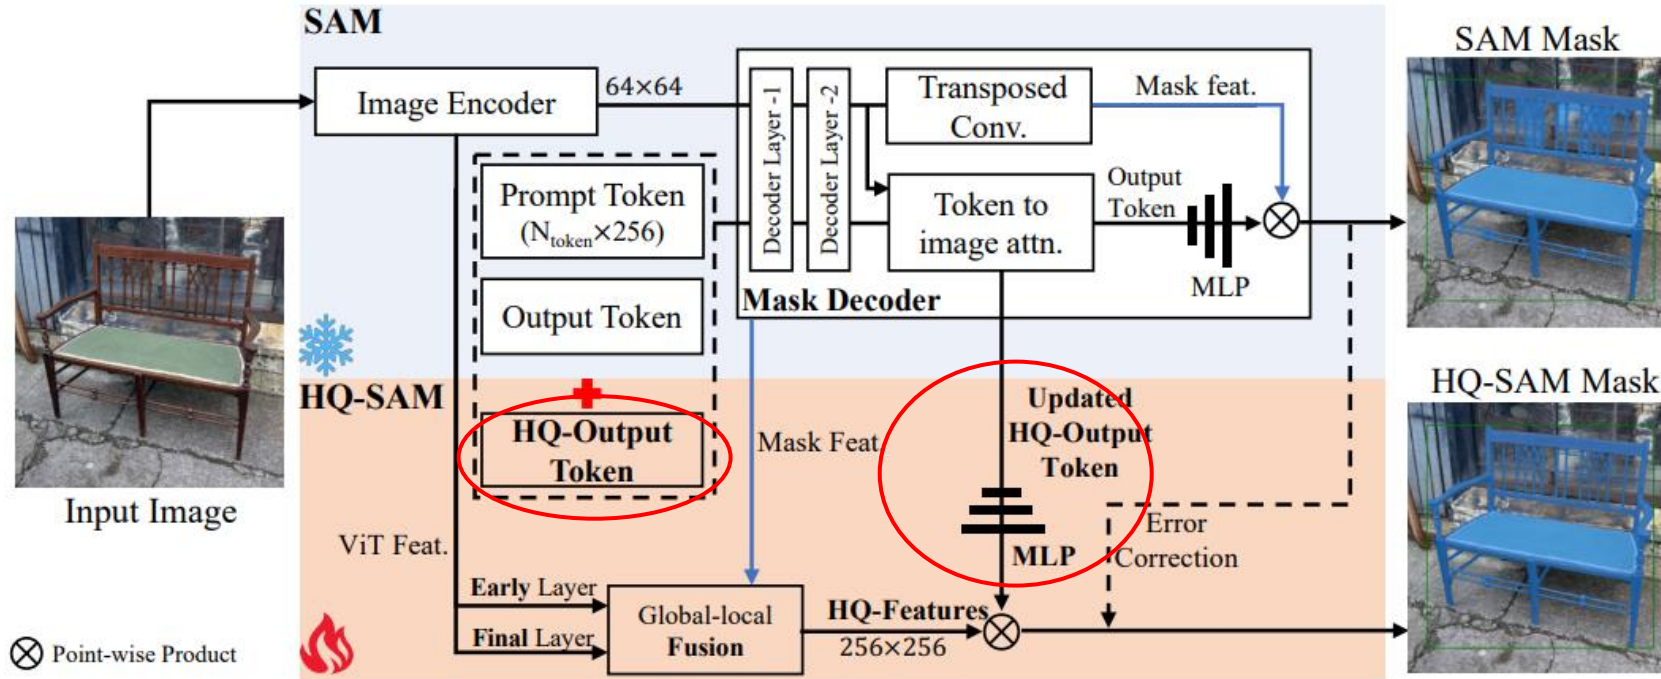 SAM
Image Encoder
64×64
Decoder Layer -1
Decoder Layer -2
Transposed
Conv.
Mask feat.
SAM Mask
Prompt Token
(N_token×256)
Token to
image attn.
Output
Token
MLP
Mask Decoder
Output Token
HQ-SAM
HQ-Output
Token
Mask Feat.
Updated
HQ-Output
Token
MLP
Error
Correction
HQ-SAM Mask
Input Image
ViT Feat.
Early Layer
Final Layer
Global-local
Fusion
HQ-Features
256×256
Point-wise Product